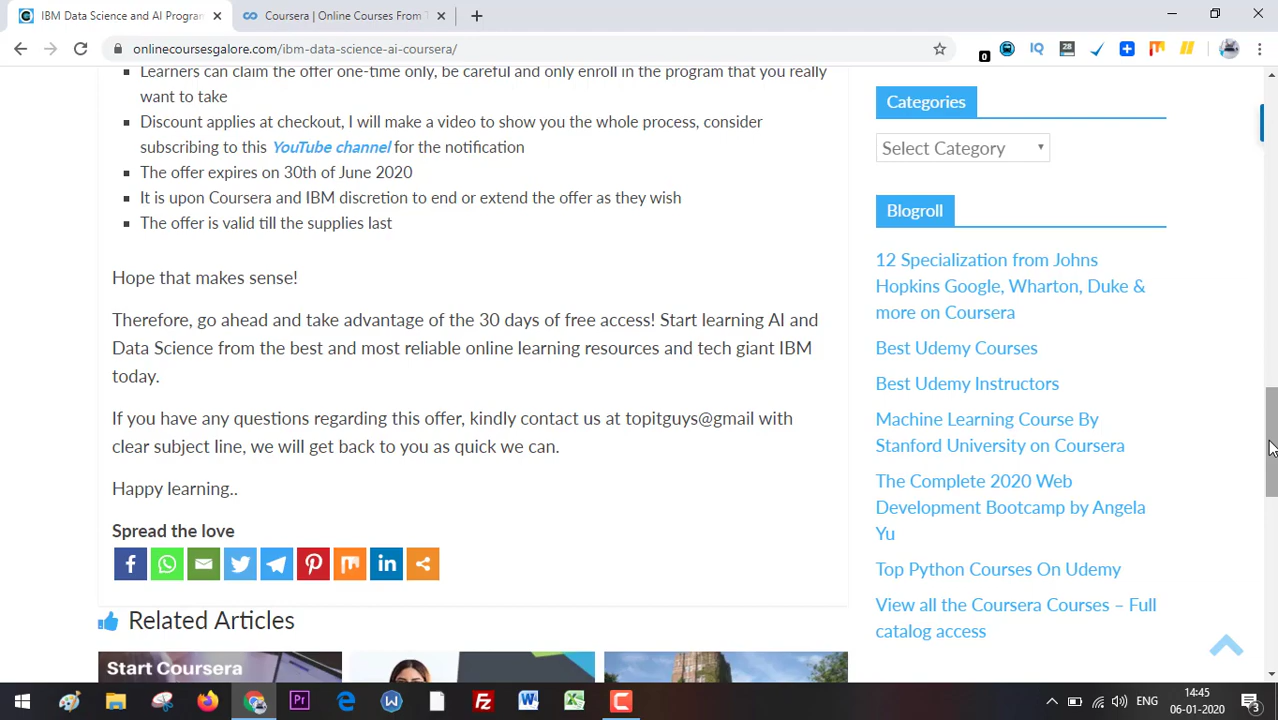 IBM Data Science and AI Progran
Coursera | Online Courses From T
onlinecoursesgalore.com/ibm-data-science-ai-coursera/
0
IQ
28
Learners can claim the offer one-time only, be careful and only enroll in the program that you really
want to take
Discount applies at checkout, I will make a video to show you the whole process, consider
subscribing to this YouTube channel for the notification
The offer expires on 30th of June 2020
It is upon Coursera and IBM discretion to end or extend the offer as they wish
The offer is valid till the supplies last
Hope that makes sense!
Therefore, go ahead and take advantage of the 30 days of free access! Start learning AI and
Data Science from the best and most reliable online learning resources and tech giant IBM
today.
If you have any questions regarding this offer, kindly contact us at topitguys@gmail with
clear subject line, we will get back to you as quick we can.
Happy learning..
Spread the love
Related Articles
Start Coursera
Categories
Select Category
Blogroll
12 Specialization from Johns
Hopkins Google, Wharton, Duke &
more on Coursera
Best Udemy Courses
Best Udemy Instructors
Machine Learning Course By
Stanford University on Coursera
The Complete 2020 Web
Development Bootcamp by Angela
Yu
Top Python Courses On Udemy
View all the Coursera Courses – Full
catalog access
Pr
W
Fz
W
X
C
ENG
14:45
06-01-2020
3